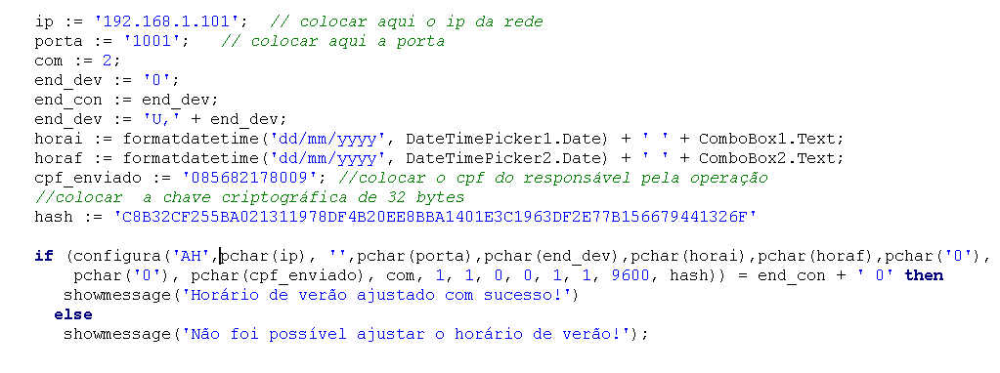 ip := '192.168.1.101';  // colocar aqui o ip da rede
porta := '1001';   // colocar aqui a porta
com := 2;
end_dev := '0';
end_con := end_dev;
end_dev := 'U,' + end_dev;
horai := formatdatetime('dd/mm/yyyy', DateTimePicker1.Date) + ' ' + ComboBox1.Text;
horaf := formatdatetime('dd/mm/yyyy', DateTimePicker2.Date) + ' ' + ComboBox2.Text;
cpf_enviado := '085682178009'; //colocar o cpf do responsável pela operação
//colocar  a chave criptográfica de 32 bytes
hash := 'C8B32CF255BA021311978DF4B20EE8BBA1401E3C1963DF2E77B156679441326F'
if (configura('AH',pchar(ip), '',pchar(porta),pchar(end_dev),pchar(horai),pchar(horaf),pchar('0'),
pchar('0'), pchar(cpf_enviado), com, 1, 1, 0, 0, 1, 1, 9600, hash)) = end_con + ' 0' then
showmessage('Horário de verão ajustado com sucesso!')
else
showmessage('Não foi possível ajustar o horário de verão!');